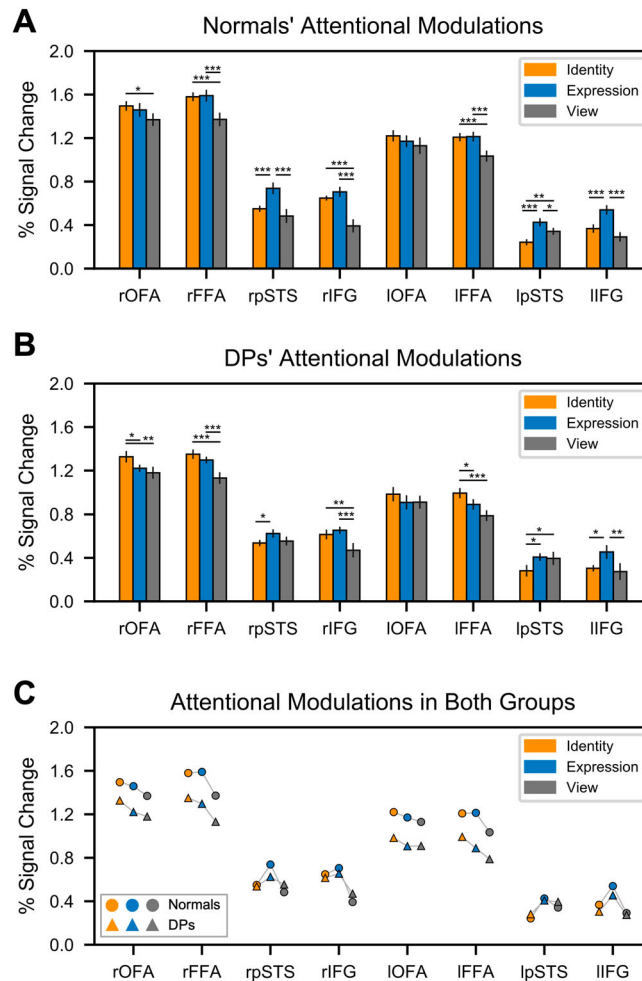 A
Normals' Attentional Modulations
% Signal Change
2.0
1.6
1.2
0.8
0.4
0.0
Identity
Expression
View
*
***
***
***
***
***
***
***
***
**
***
*
***
***
rOFA rFFA rpSTS rIFG lOFA lFFA lpSTS lIFG
B
DPs' Attentional Modulations
% Signal Change
2.0
1.6
1.2
0.8
0.4
0.0
Identity
Expression
View
*
**
***
***
*
**
***
*
***
*
*
*
**
rOFA rFFA rpSTS rIFG lOFA lFFA lpSTS lIFG
C
Attentional Modulations in Both Groups
% Signal Change
2.0
1.6
1.2
0.8
0.4
0.0
Identity
Expression
View
Normals
DPs
rOFA rFFA rpSTS rIFG lOFA lFFA lpSTS lIFG